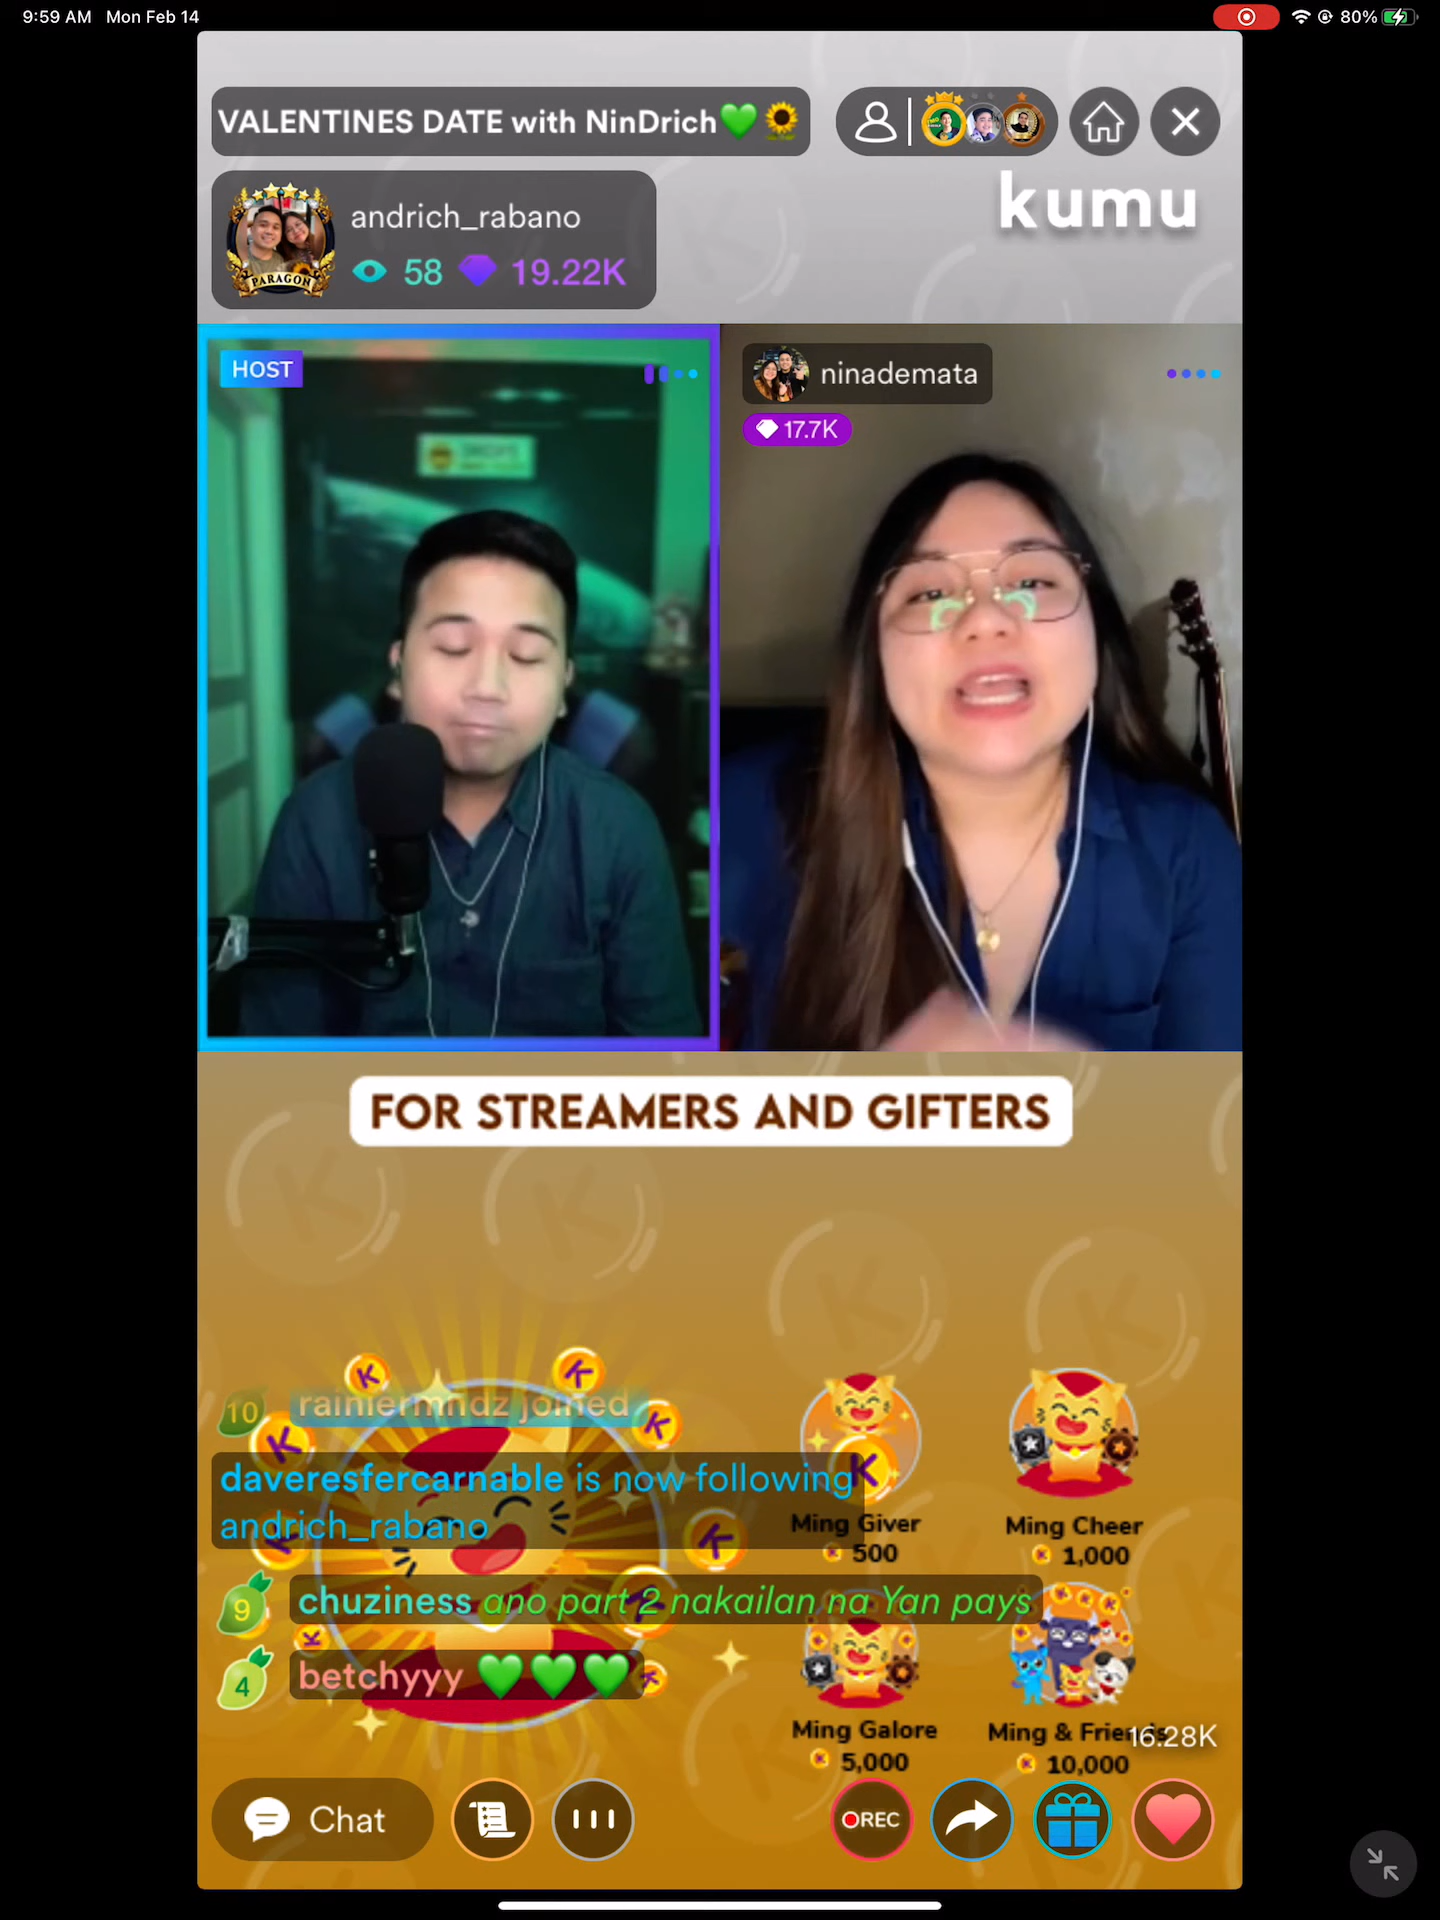 9:59 AM Mon Feb 14
80%
VALENTINES DATE with NinDrich💚🌻
andrich_rabano
PARAGON
58 19.22K
kumu
HOST
ninademata
17.7K
FOR STREAMERS AND GIFTERS
10 rainiermndz joined
daveresfercarnable is now following
andrich_rabano
9 chuziness ano part 2 nakailan na Yan pays
4 betchyyy 💚💚💚
Ming Giver
500
Ming Cheer
1,000
Ming Galore
5,000
Ming & Friends
10,000
16.28K
Chat
REC